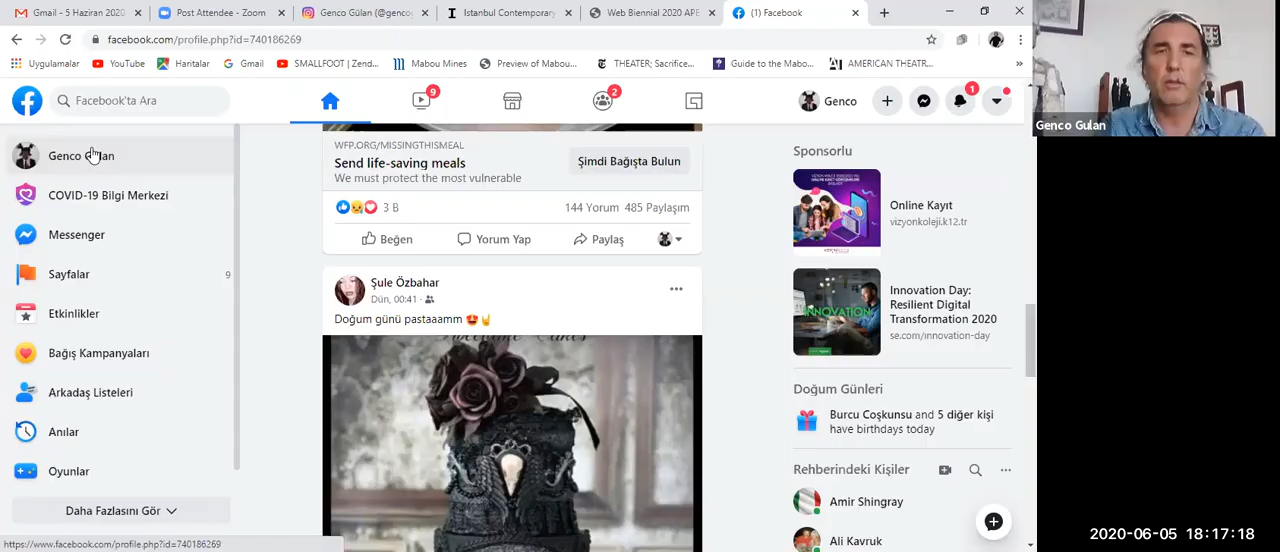 Gmail - 5 Haziran 2020
Post Attendee - Zoom
Genco Gülan (@genco
Istanbul Contemporary
Web Biennial 2020 APE
(1) Facebook
facebook.com/profile.php?id=740186269
Uygulamalar
YouTube
Haritalar
Gmail
SMALLFOOT | Zend...
Mabou Mines
Preview of Mabou...
THEATER; Sacrifice...
Guide to the Mabo...
AMERICAN THEATR...
Facebook'ta Ara
9
2
Genco
1
Genco Gulan
Genco Gulan
COVID-19 Bilgi Merkezi
Messenger
Sayfalar
9
Etkinlikler
Bağış Kampanyaları
Arkadaş Listeleri
Anılar
Oyunlar
Daha Fazlasını Gör
https://www.facebook.com/profile.php?id=740186269
WFP.ORG/MISSINGTHISMEAL
Send life-saving meals
We must protect the most vulnerable
Şimdi Bağışta Bulun
3 B
144 Yorum 485 Paylaşım
Beğen
Yorum Yap
Paylaş
Şule Özbahar
Dün, 00:41
Doğum günü pastaaamm
Sponsorlu
Online Kayıt
vizyonkoleji.k12.tr
INNOVATION
Innovation Day:
Resilient Digital
Transformation 2020
se.com/innovation-day
Doğum Günleri
Burcu Coşkunsu and 5 diğer kişi
have birthdays today
Rehberindeki Kişiler
Amir Shingray
Ali Kavruk
2020-06-05 18:17:18